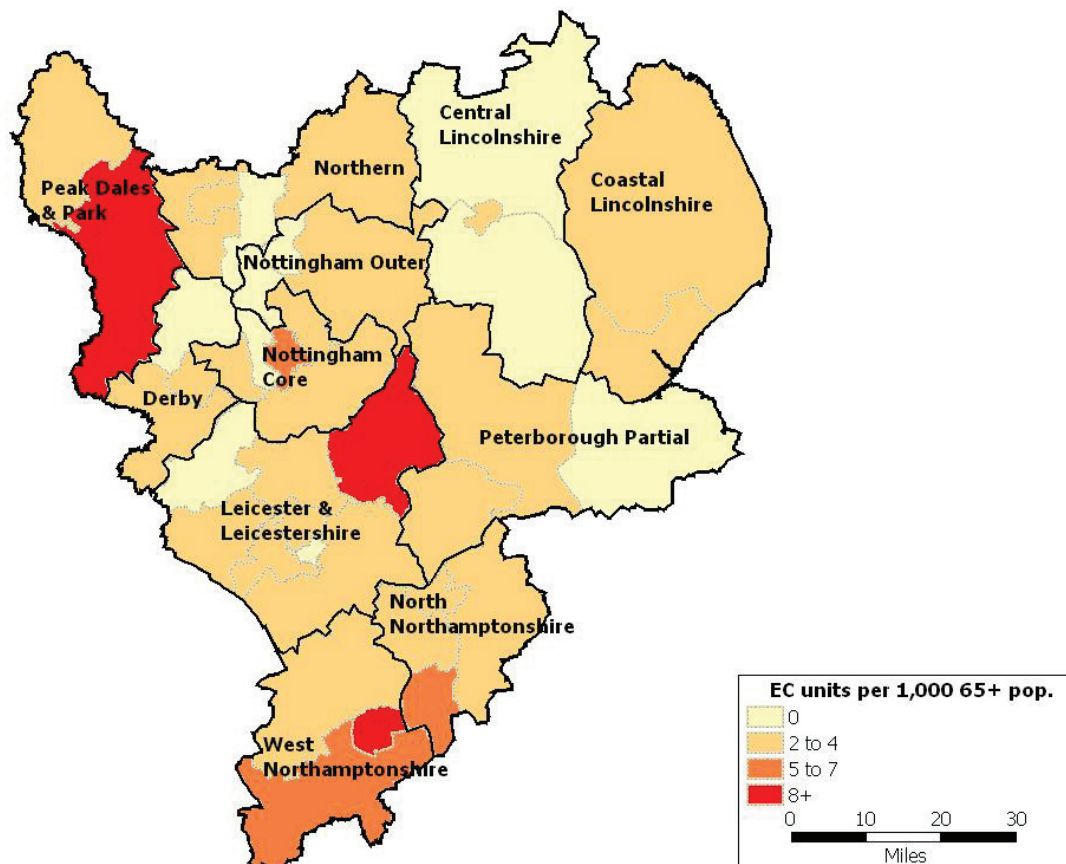 Central
Lincolnshire
Northern
Coastal
Lincolnshire
Peak Dales
& Park
Nottingham Outer
Nottingham
Core
Derby
Peterborough Partial
Leicester &
Leicestershire
North
Northamptonshire
West
Northamptonshire
EC units per 1,000 65+ pop.
0
2 to 4
5 to 7
8+
0 10 20 30
Miles